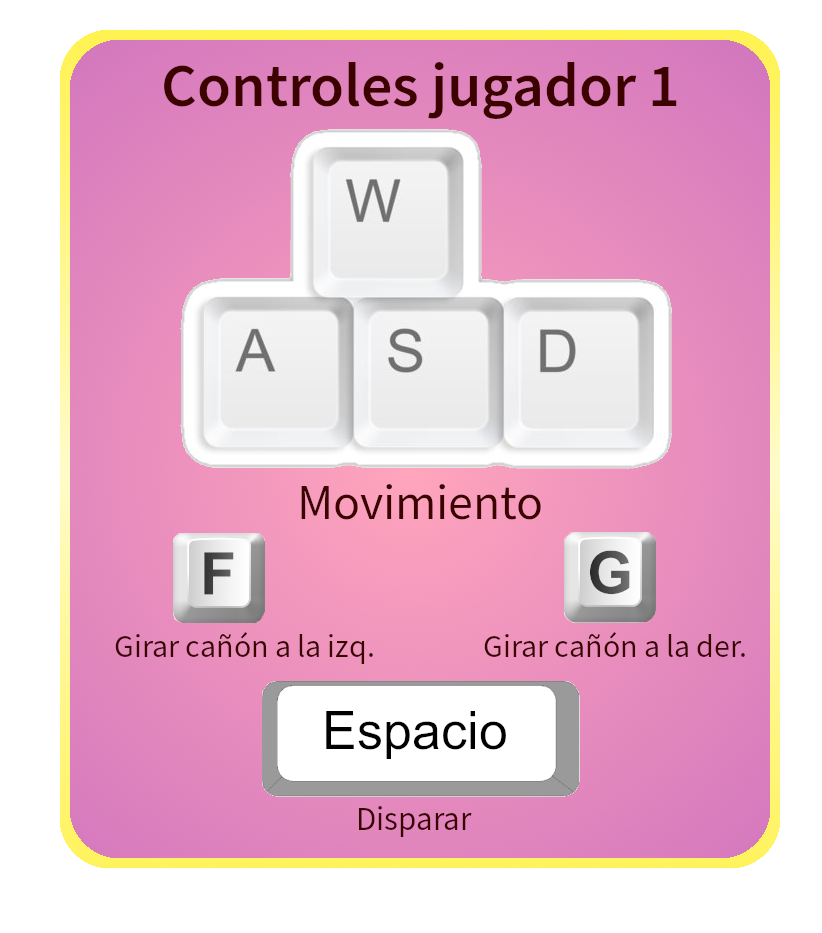 Controles jugador 1
W
A S D
Movimiento
F G
Girar cañón a la izq. Girar cañón a la der.
Espacio
Disparar